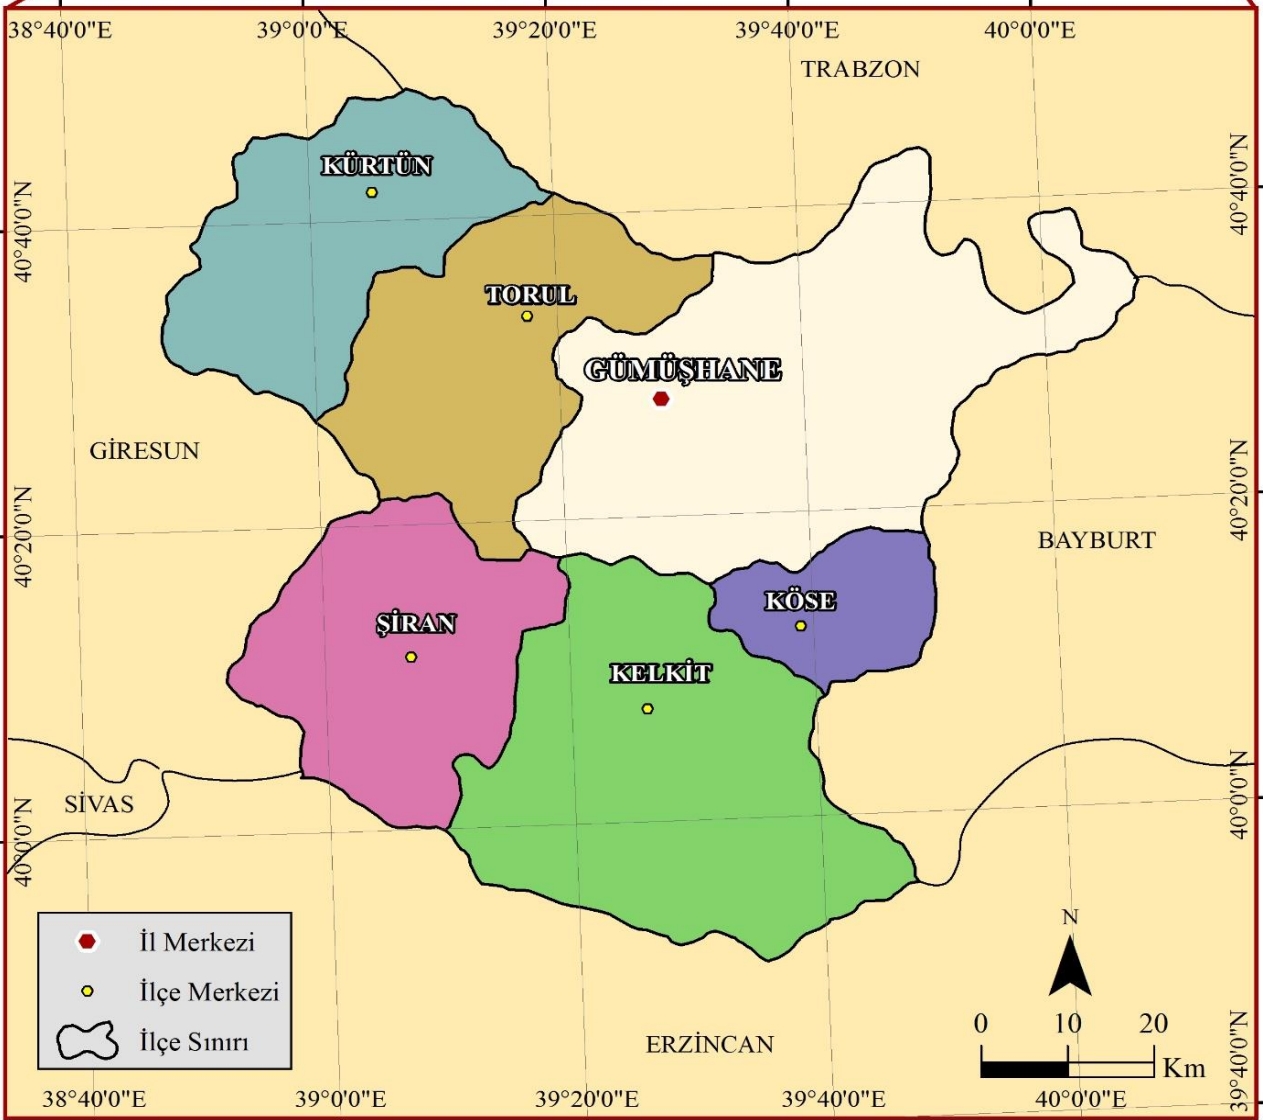 38°40'0"E
39°0'0"E
39°20'0"E
39°40'0"E
40°0'0"E
TRABZON
KÜRTÜN
40°40'0"N
40°40'0"N
TORUL
GÜMÜŞHANE
GİRESUN
40°20'0"N
40°20'0"N
BAYBURT
KÖSE
ŞİRAN
KELKİT
SİVAS
40°0'0"N
40°0'0"N
N
İl Merkezi
İlçe Merkezi
İlçe Sınırı
ERZİNCAN
0 10 20
Km
39°40'0"N
38°40'0"E
39°0'0"E
39°20'0"E
39°40'0"E
40°0'0"E